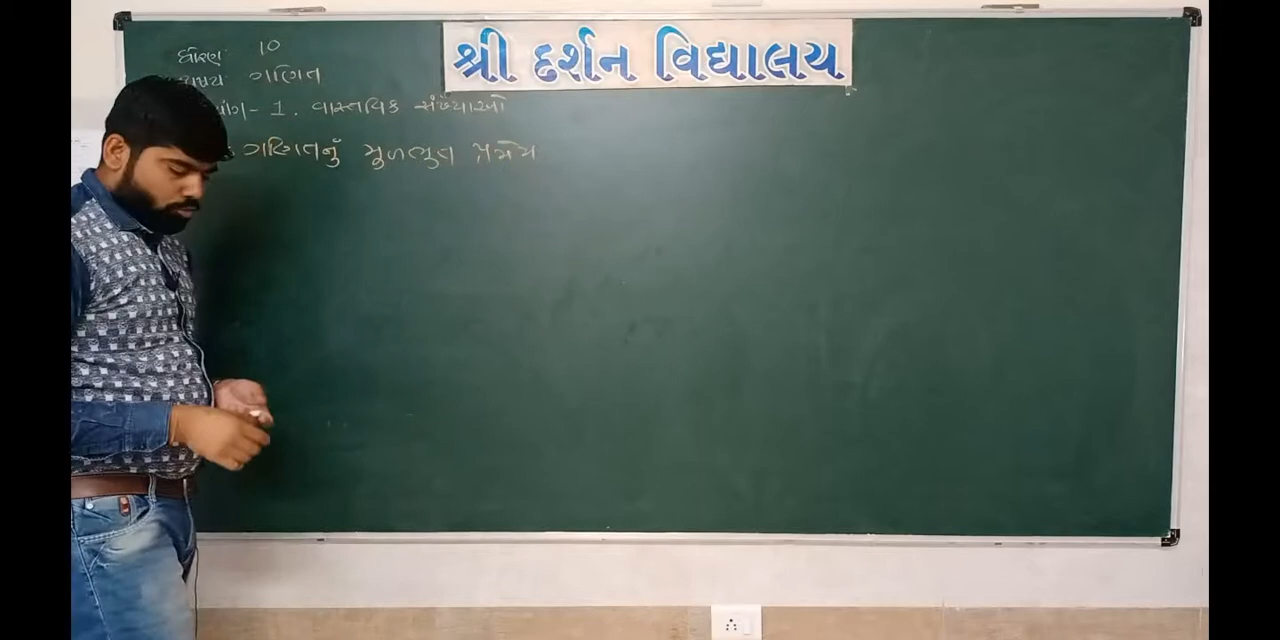 શ્રી દર્શન વિદ્યાલય
ધોરણ: 10
ગણિત
1. વાસ્તવિક સંખ્યાઓ
ગણિતનું મુળભુત પ્રમેય